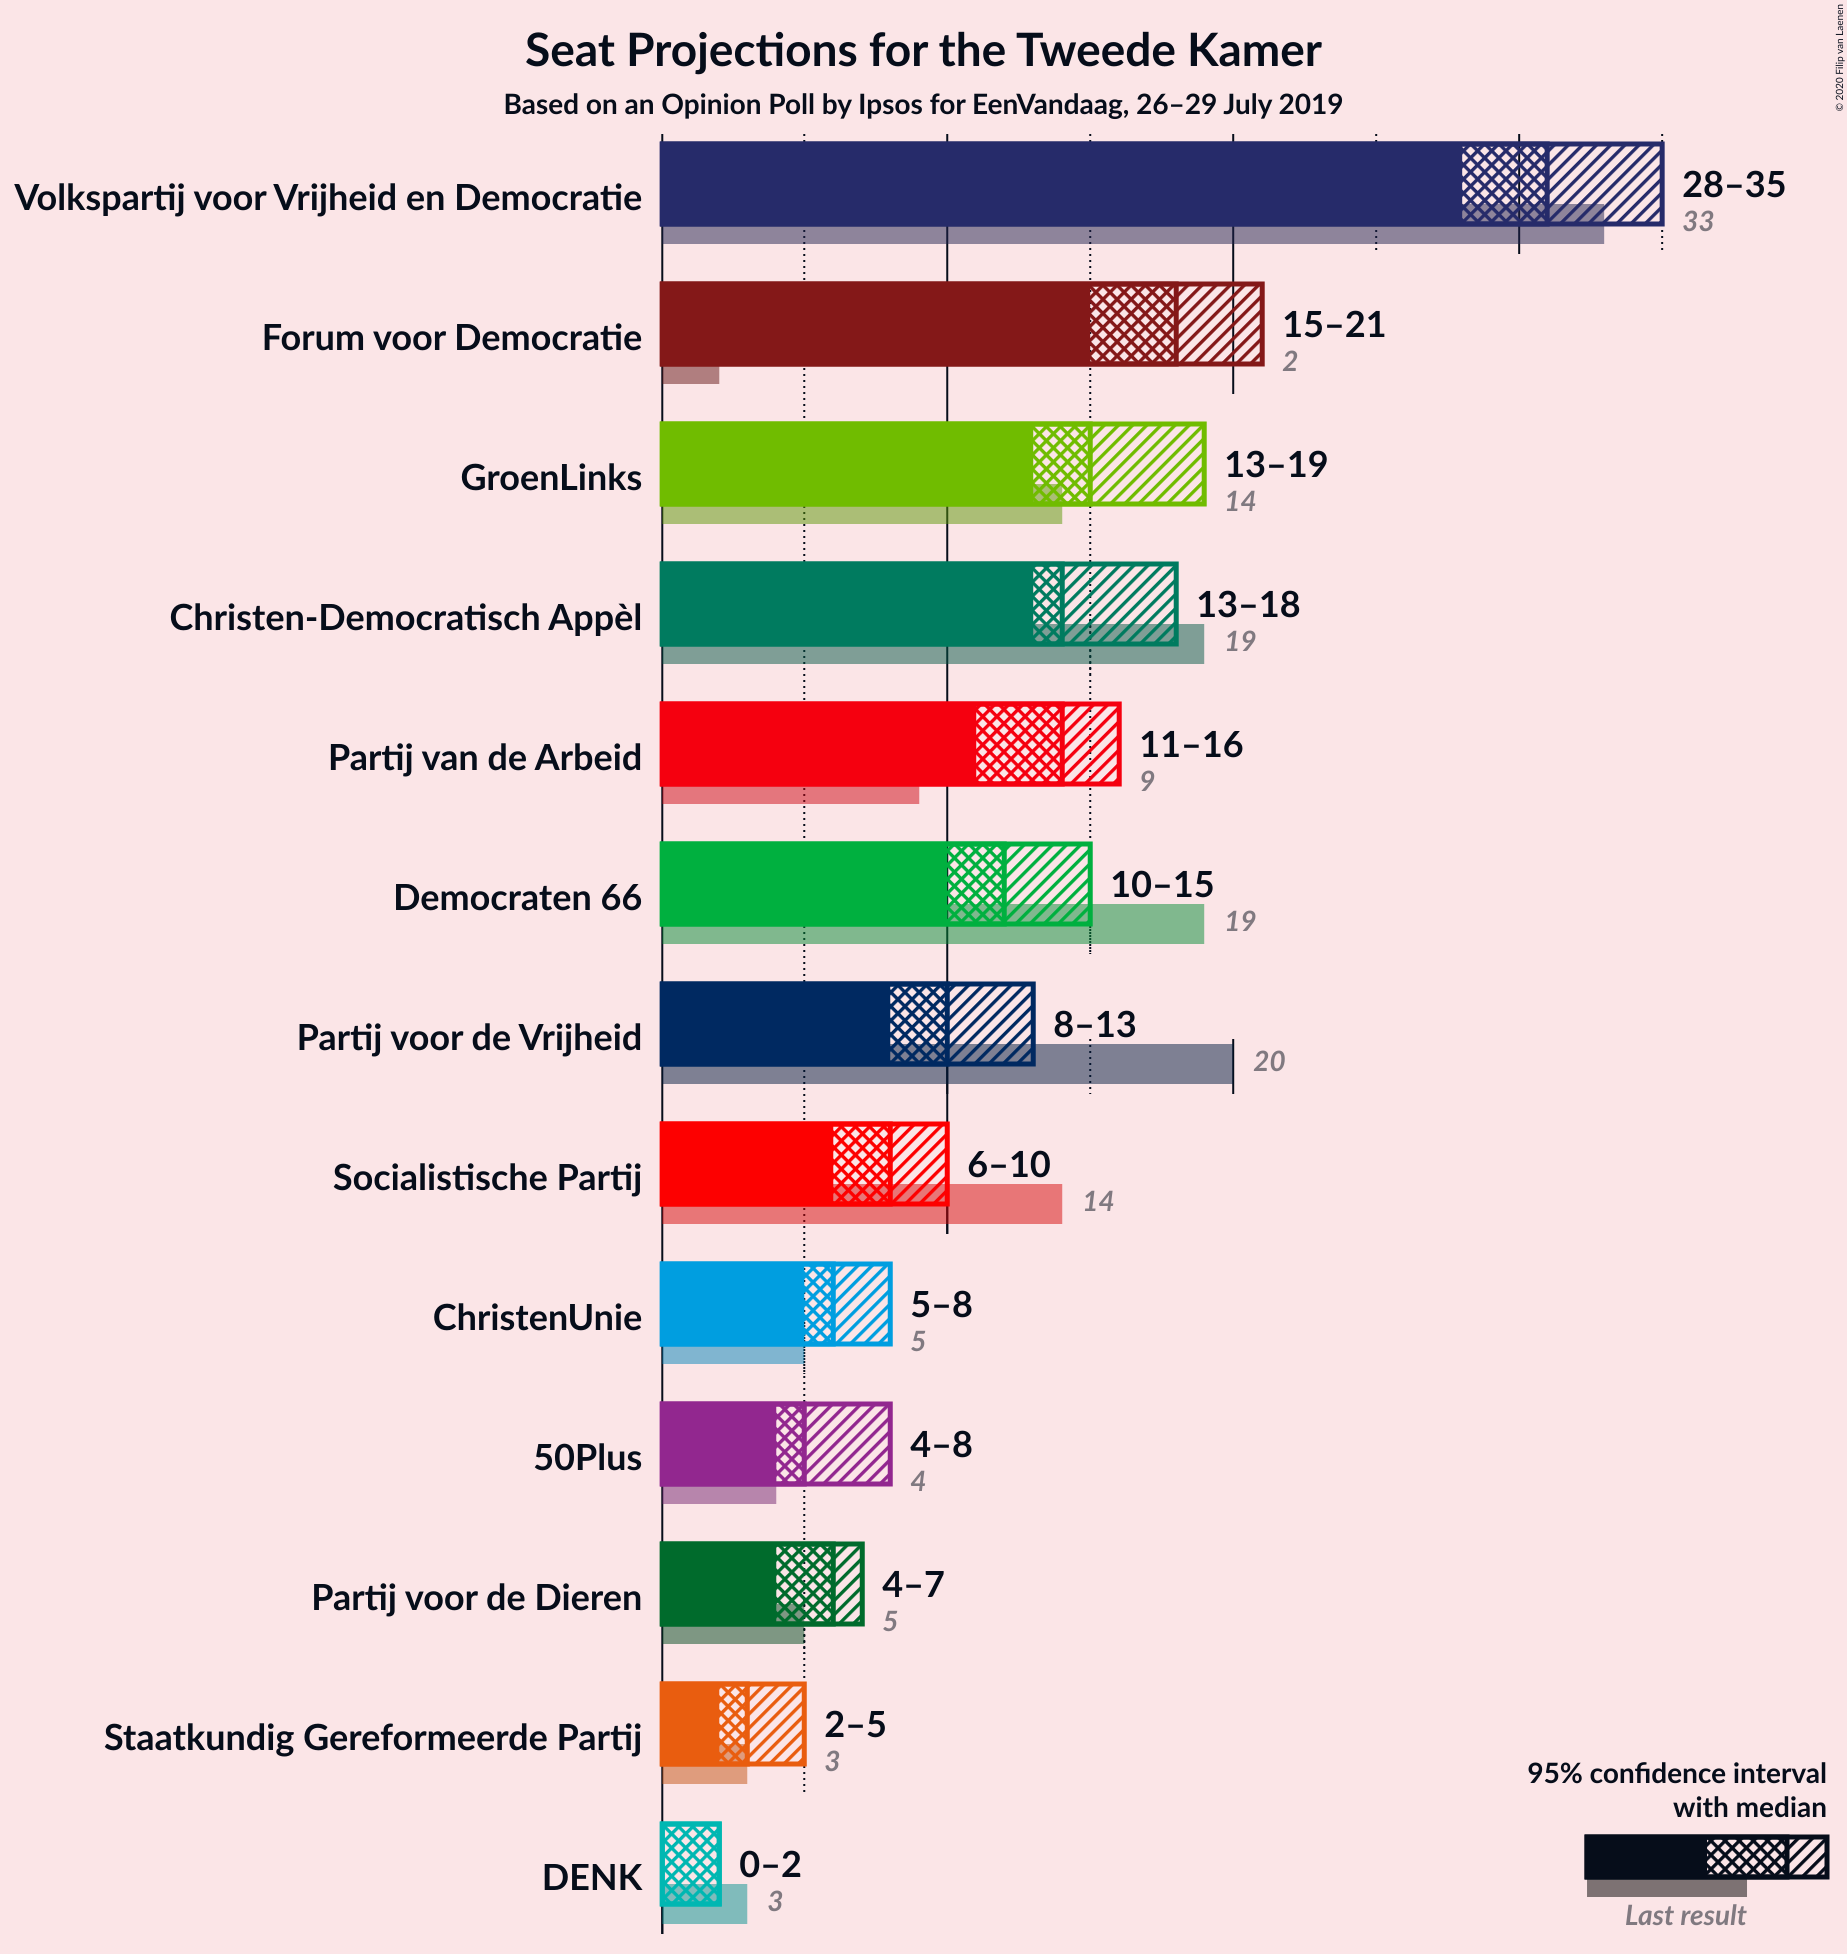 Seat Projections for the Tweede Kamer
Based on an Opinion Poll by Ipsos for EenVandaag, 26–29 July 2019
© 2020 Filip van Laenen
Volkspartij voor Vrijheid en Democratie
28–35
33
Forum voor Democratie
15–21
2
GroenLinks
13–19
14
Christen-Democratisch Appèl
13–18
19
Partij van de Arbeid
11–16
9
Democraten 66
10–15
19
Partij voor de Vrijheid
8–13
20
Socialistische Partij
6–10
14
ChristenUnie
5–8
5
50Plus
4–8
4
Partij voor de Dieren
4–7
5
Staatkundig Gereformeerde Partij
2–5
3
DENK
0–2
3
95% confidence interval
with median
Last result